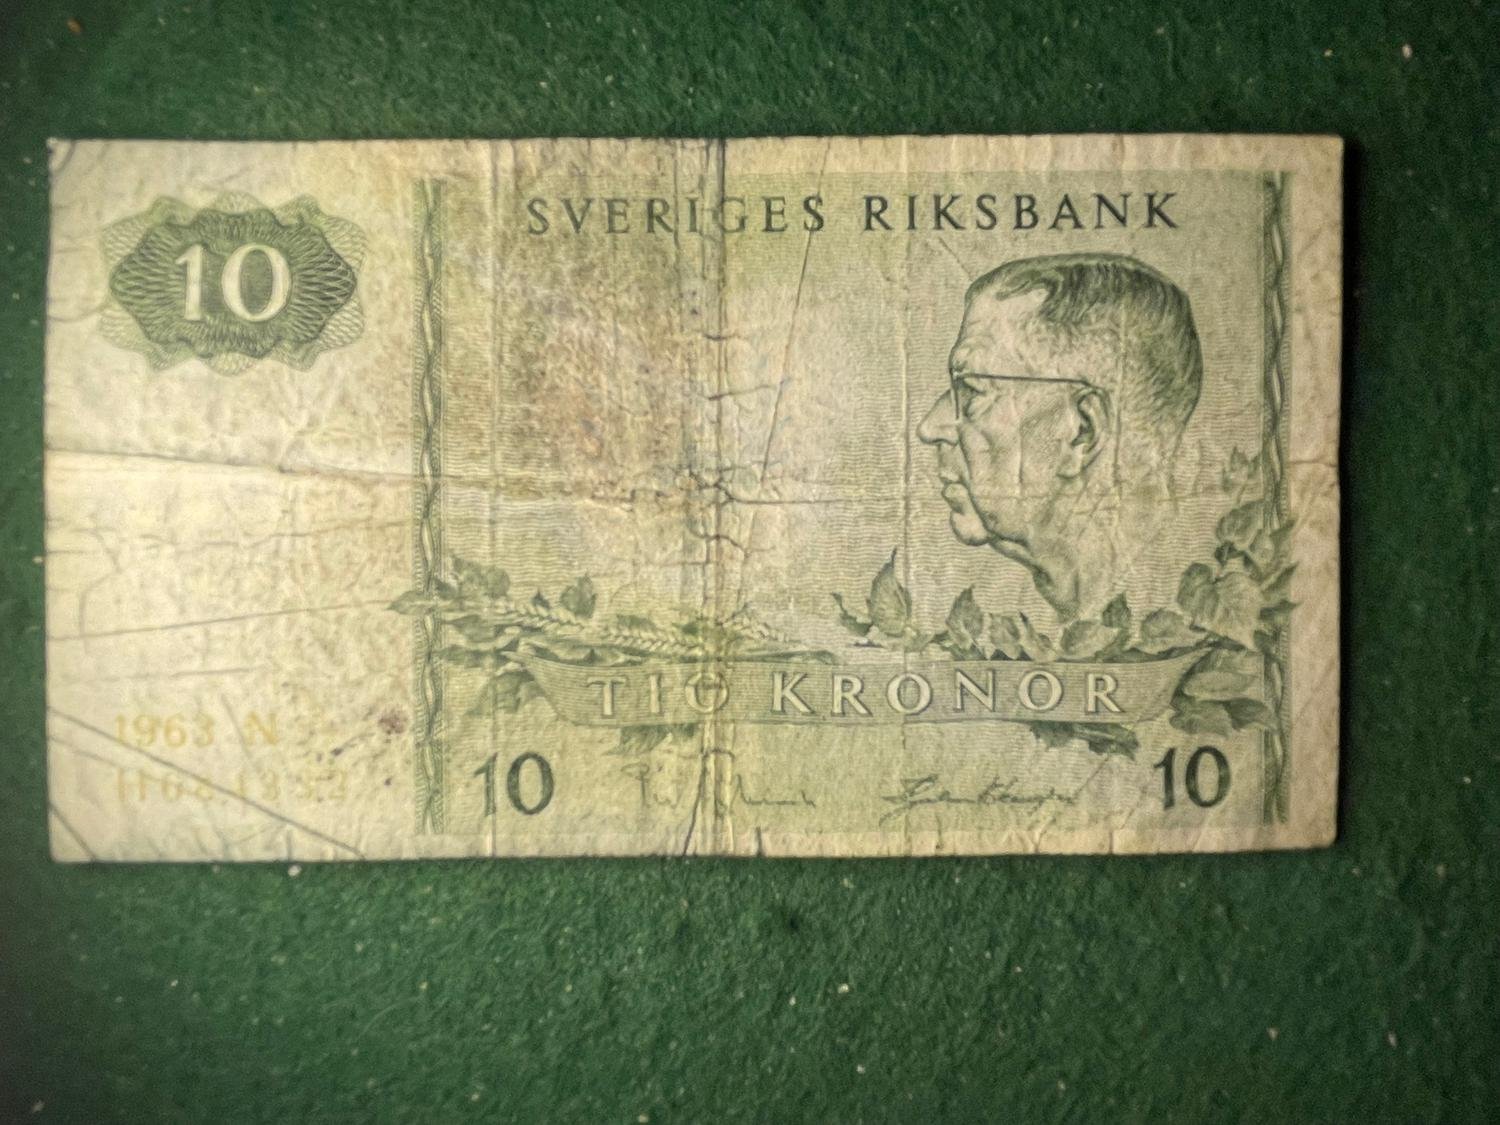 SVERIGES RIKSBANK
10
TIO KRONOR
1963 N
10
10